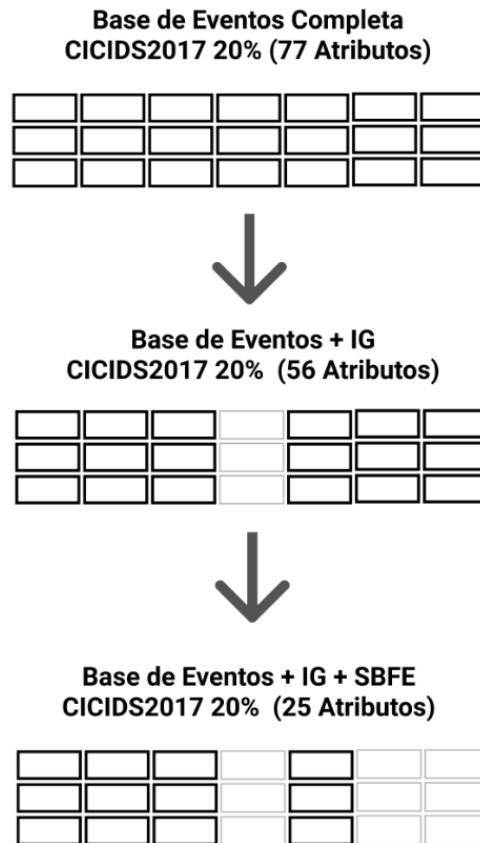 Base de Eventos Completa
CICIDS2017 20% (77 Atributos)
Base de Eventos + IG
CICIDS2017 20% (56 Atributos)
Base de Eventos + IG + SBFE
CICIDS2017 20% (25 Atributos)